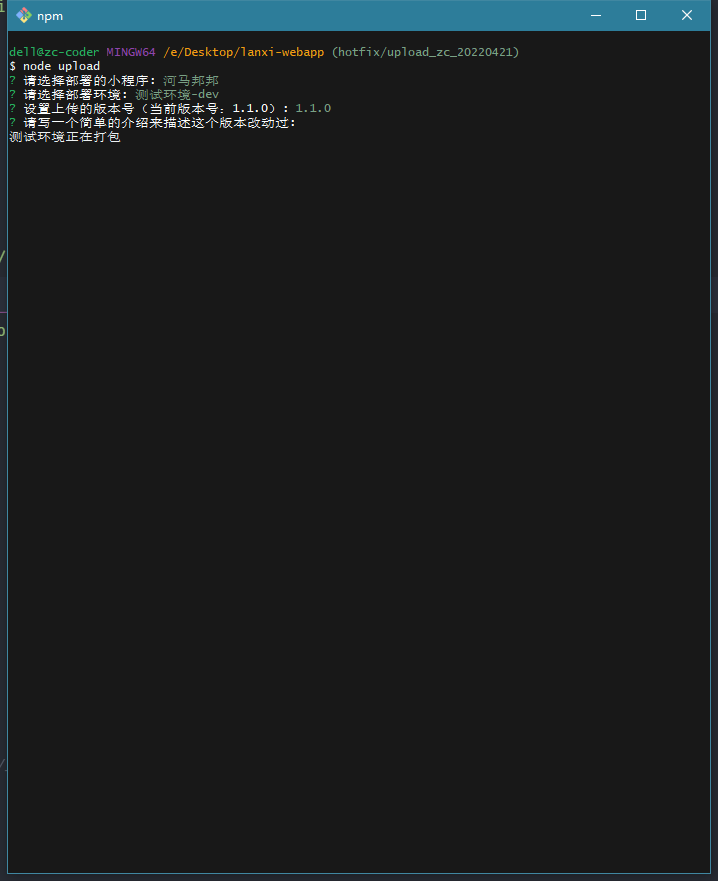 npm
dell@zc-coder MINGW64 /e/Desktop/lanxi-webapp (hotfix/upload_zc_20220421)
$ node upload
? 请选择部署的小程序: 河马邦邦
? 请选择部署环境: 测试环境-dev
? 设置上传的版本号（当前版本号：1.1.0）: 1.1.0
? 请写一个简单的介绍来描述这个版本改动过:
测试环境正在打包